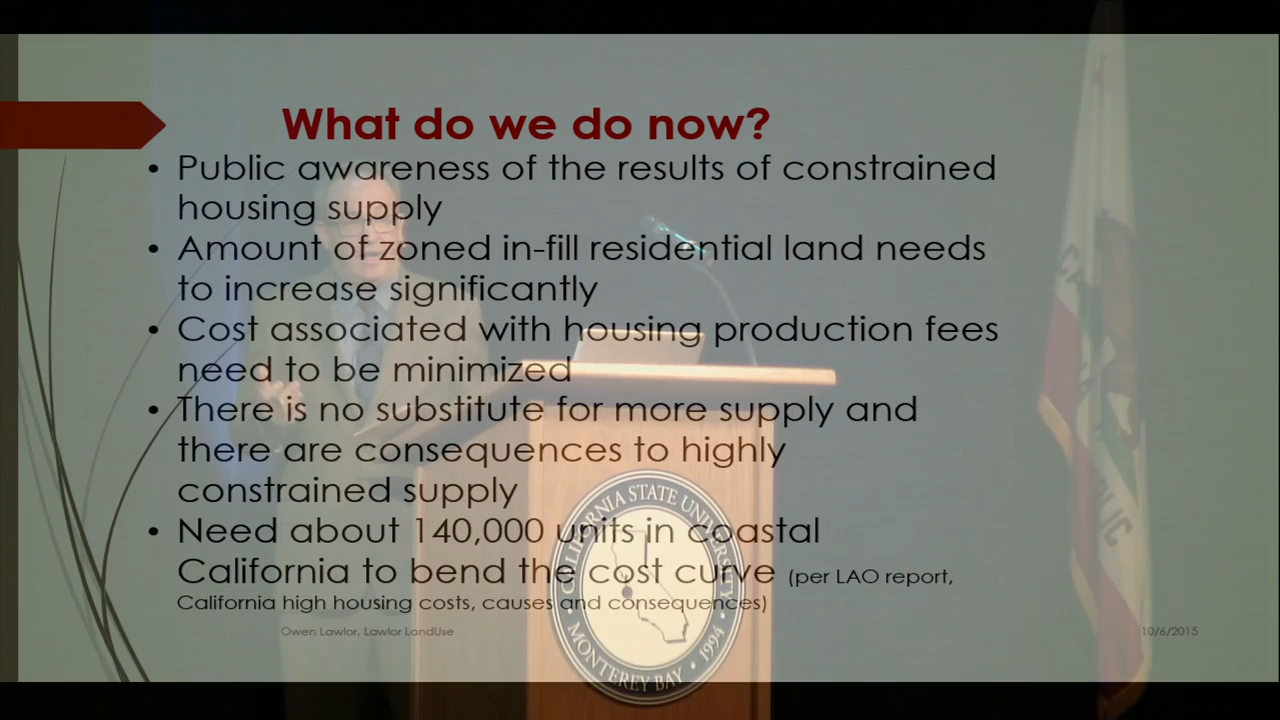 What do we do now?
• Public awareness of the results of constrained
housing supply
• Amount of zoned in-fill residential land needs
to increase significantly
• Cost associated with housing production fees
need to be minimized
• There is no substitute for more supply and
there are consequences to highly
constrained supply
• Need about 140,000 units in coastal
California to bend the cost curve (per LAO report,
California high housing costs, causes and consequences)
Owen Lawlor, Lawlor LandUse
10/6/2015
CALIFORNIA STATE UNIVERSITY
• MONTEREY BAY • 1994